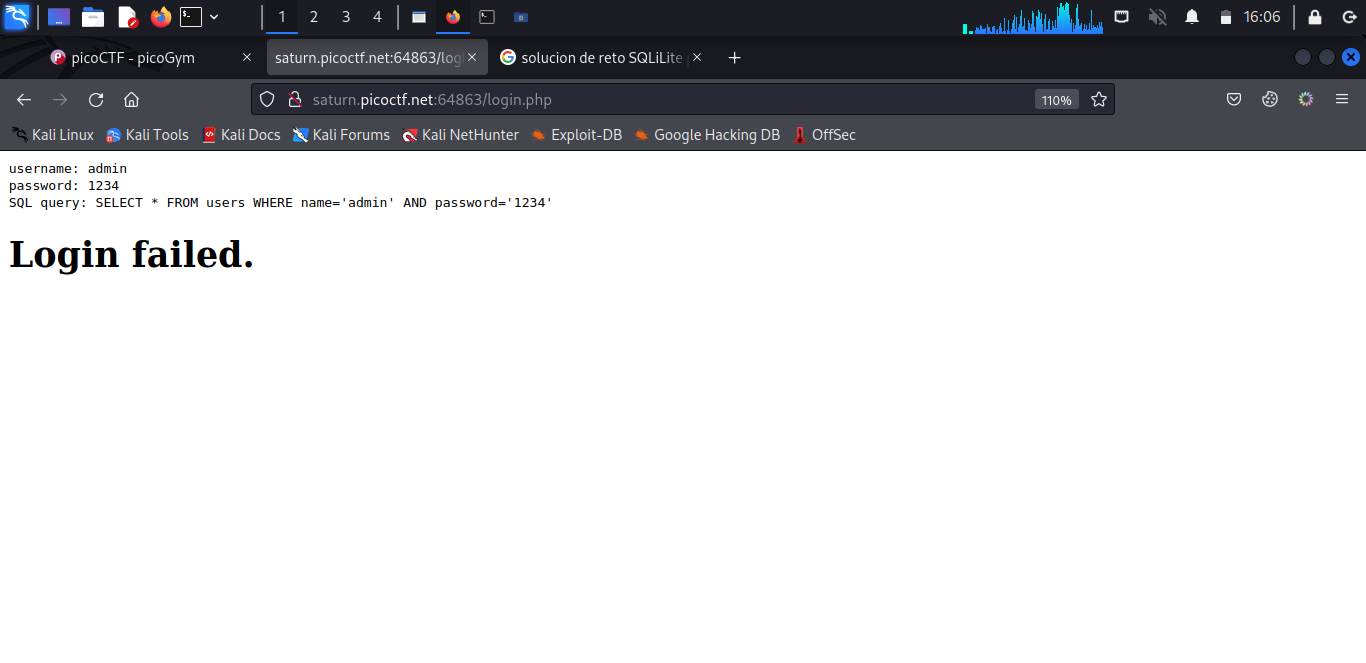 1 2 3 4 16:06
picoCTF - picoGym saturn.picoctf.net:64863/log solucion de reto SQLiLite
saturn.picoctf.net:64863/login.php 110%
Kali Linux Kali Tools Kali Docs Kali Forums Kali NetHunter Exploit-DB Google Hacking DB OffSec
username: admin
password: 1234
SQL query: SELECT * FROM users WHERE name='admin' AND password='1234'
Login failed.